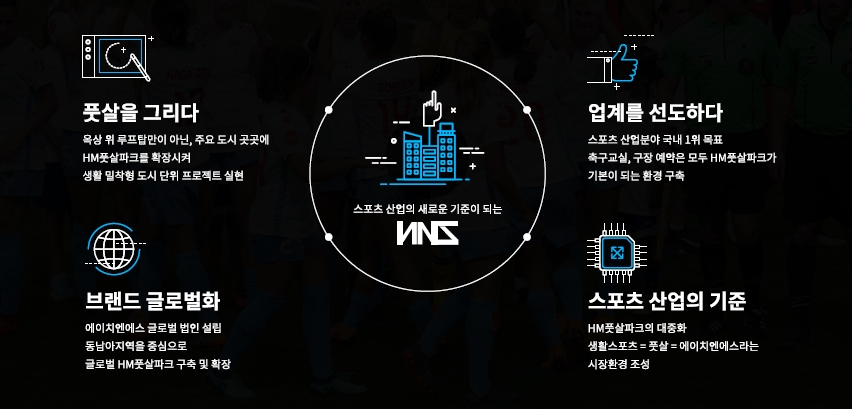 풋살을 그리다
옥상 위 루프탑만이 아닌, 주요 도시 곳곳에
HM풋살파크를 확장시켜
생활 밀착형 도시 단위 프로젝트 실현
업계를 선도하다
스포츠 산업분야 국내 1위 목표
축구교실, 구장 예약은 모두 HM풋살파크가
기본이 되는 환경 구축
스포츠 산업의 새로운 기준이 되는
HNS
브랜드 글로벌화
에이치엔에스 글로벌 법인 설립
동남아지역을 중심으로
글로벌 HM풋살파크 구축 및 확장
스포츠 산업의 기준
HM풋살파크의 대중화
생활스포츠 = 풋살 = 에이치엔에스라는
시장환경 조성